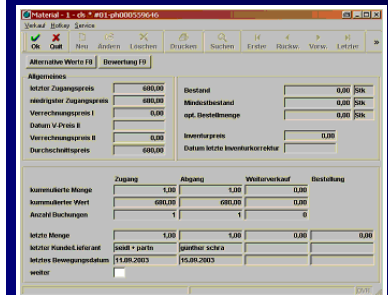 Material - 1 - ch * #01-ph000559646
Verkauf Hotkey Service
Ok Quit Neu Ändern Löschen Drucken Suchen Erster Rückw. Vorw. Letzter »
Alternative Werte F8 Bewertung F9
Allgemeines
letzter Zugangspreis 680,00
niedrigster Zugangspreis 680,00
Verrechnungspreis I 0,00
Datum V-Preis II
Verrechnungspreis II 0,00
Durchschnittspreis 680,00
Bestand 0,00 Stk
Mindestbestand 0,00 Stk
opt. Bestellmenge 0,00 Stk
Inventurpreis 0,00
Datum letzte Inventurkorrektur
Zugang Abgang Weiterverkauf Bestellung
kummulierte Menge 1,00 1,00 0,00
kummulierter Wert 680,00 680,00 0,00
Anzahl Buchungen 1 1 0
letzte Menge 1,00 1,00 0,00 0,00
letzter Kunde/Lieferant seidl + partn günther schra
letztes Bewegungsdatum 11.09.2003 15.09.2003
weiter
OVR